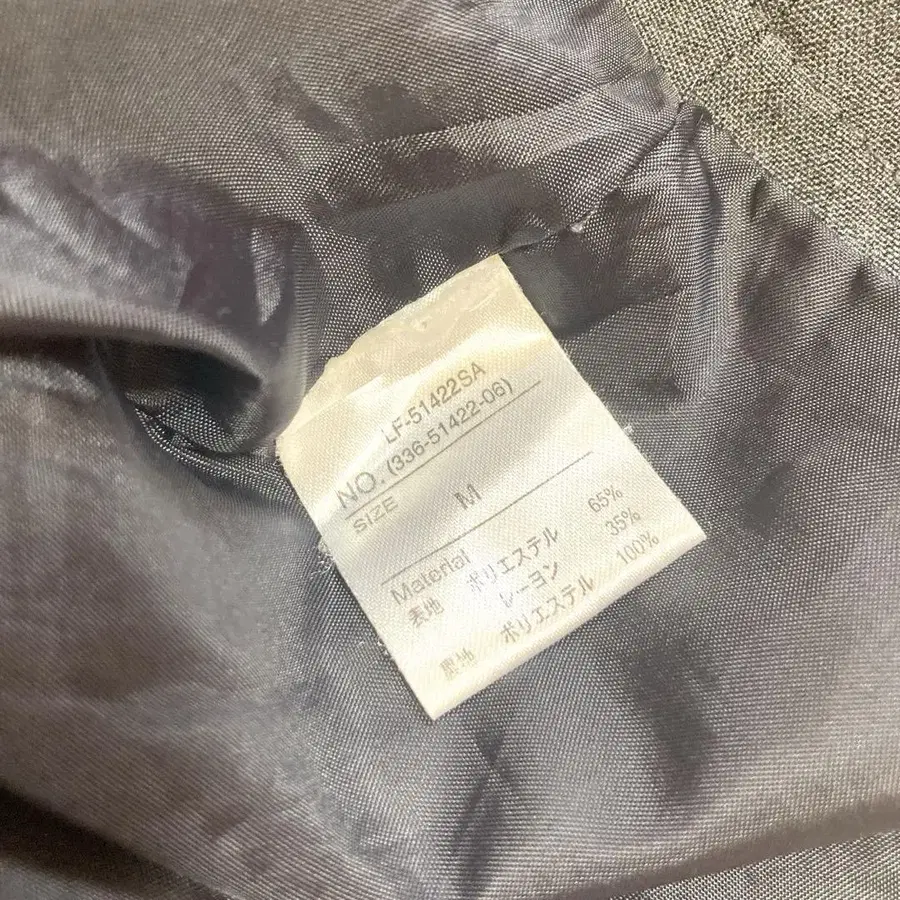 LF-51422SA
NO. (336-51422-06)
SIZE M
Material
表地 ポリエステル 65%
レーヨン 35%
裏地 ポリエステル 100%